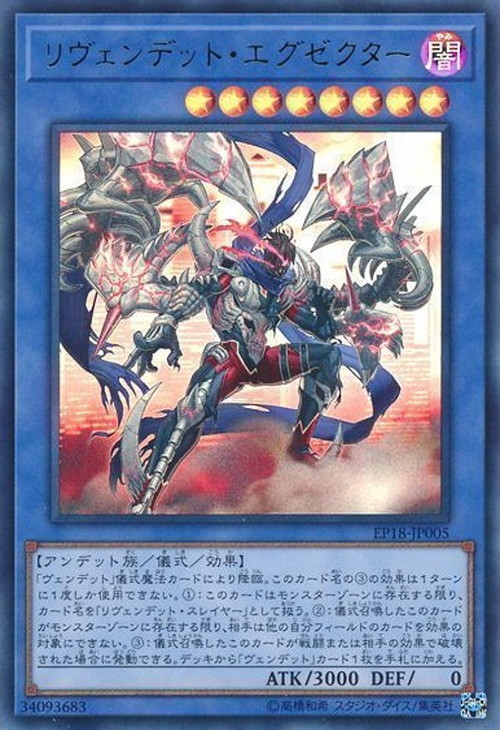 リヴェンデット・エグゼクター
闇
EP18-JP005
【アンデット族／儀式／効果】
「ヴェンデット」儀式魔法カードにより降臨。このカード名の③の効果は１ターン
に１度しか使用できない。①：このカードはモンスターゾーンに存在する限り、
カード名を「リヴェンデット・スレイヤー」として扱う。②：儀式召喚したこのカード
がモンスターゾーンに存在する限り、相手は他の自分フィールドのカードを効果の
対象にできない。③：儀式召喚したこのカードが戦闘または相手の効果で破壊
された場合に発動できる。デッキから「ヴェンデット」カード１枚を手札に加える。
ATK/3000 DEF/ 0
34093683 ©高橋和希 スタジオ・ダイス/集英社